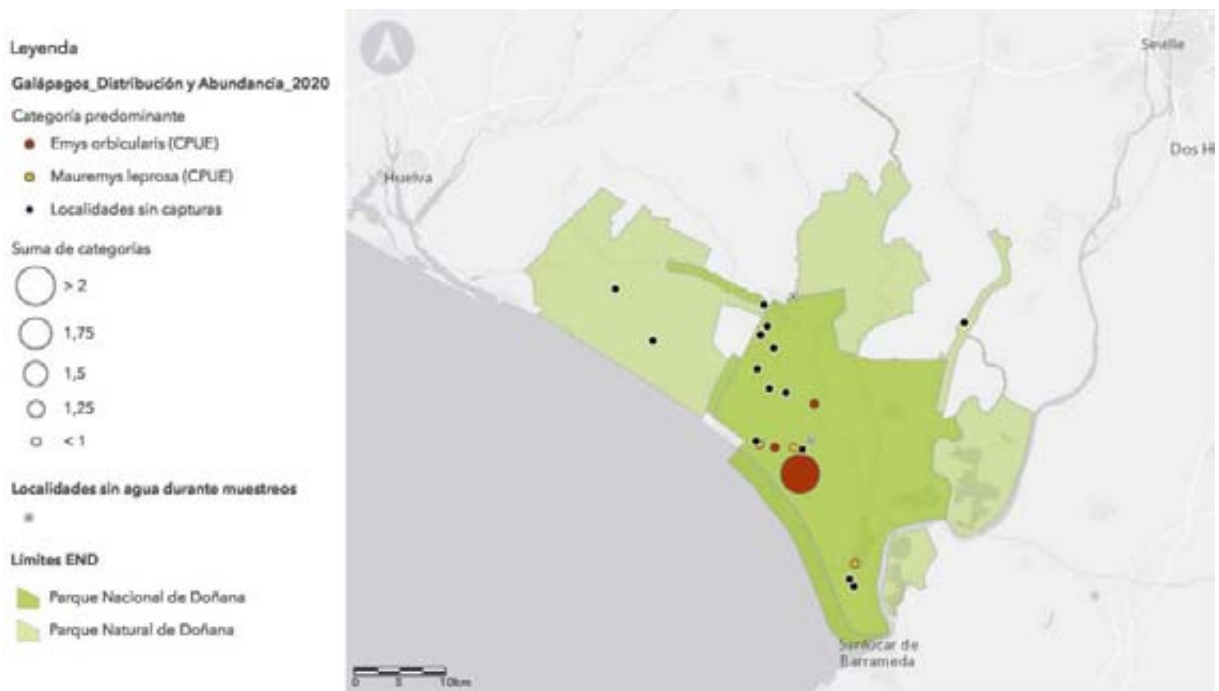 Leyenda
Galápagos_Distribución y Abundancia_2020
Categoría predominante
Emys orbicularis (CPUE)
Mauremys leprosa (CPUE)
Localidades sin capturas
Suma de categorías
> 2
1,75
1,5
1,25
< 1
Localidades sin agua durante muestreos
Límites END
Parque Nacional de Doñana
Parque Natural de Doñana
Sevilla
Dos H
Huelva
Sanlúcar de
Barrameda
0 5 10km